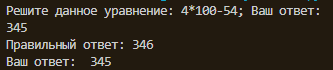 Решите данное уравнение: 4*100-54; Ваш ответ:
345
Правильный ответ: 346
Ваш ответ:  345